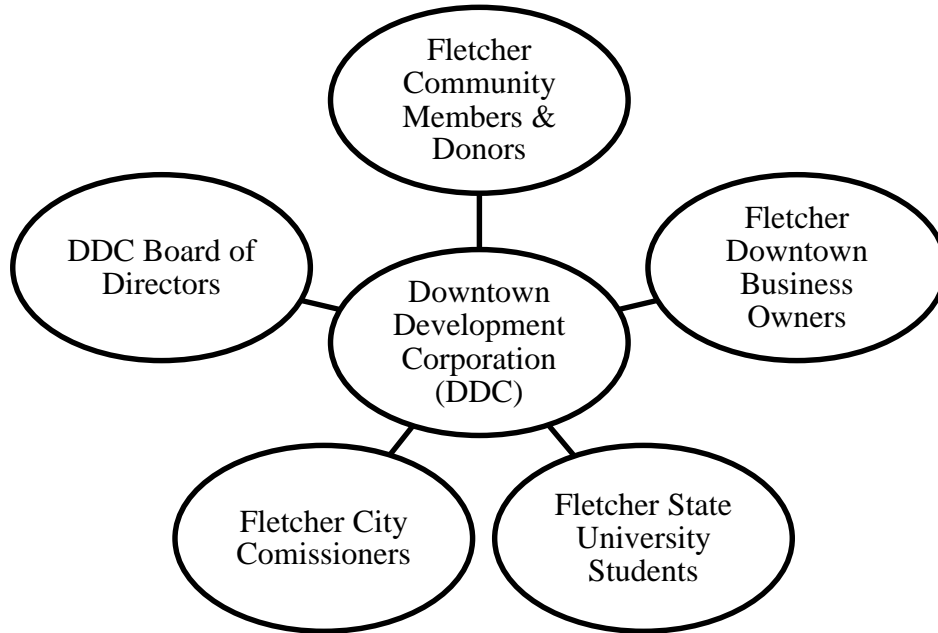 Fletcher
Community
Members &
Donors
DDC Board of
Directors
Fletcher
Downtown
Business
Owners
Downtown
Development
Corporation
(DDC)
Fletcher City
Comissioners
Fletcher State
University
Students